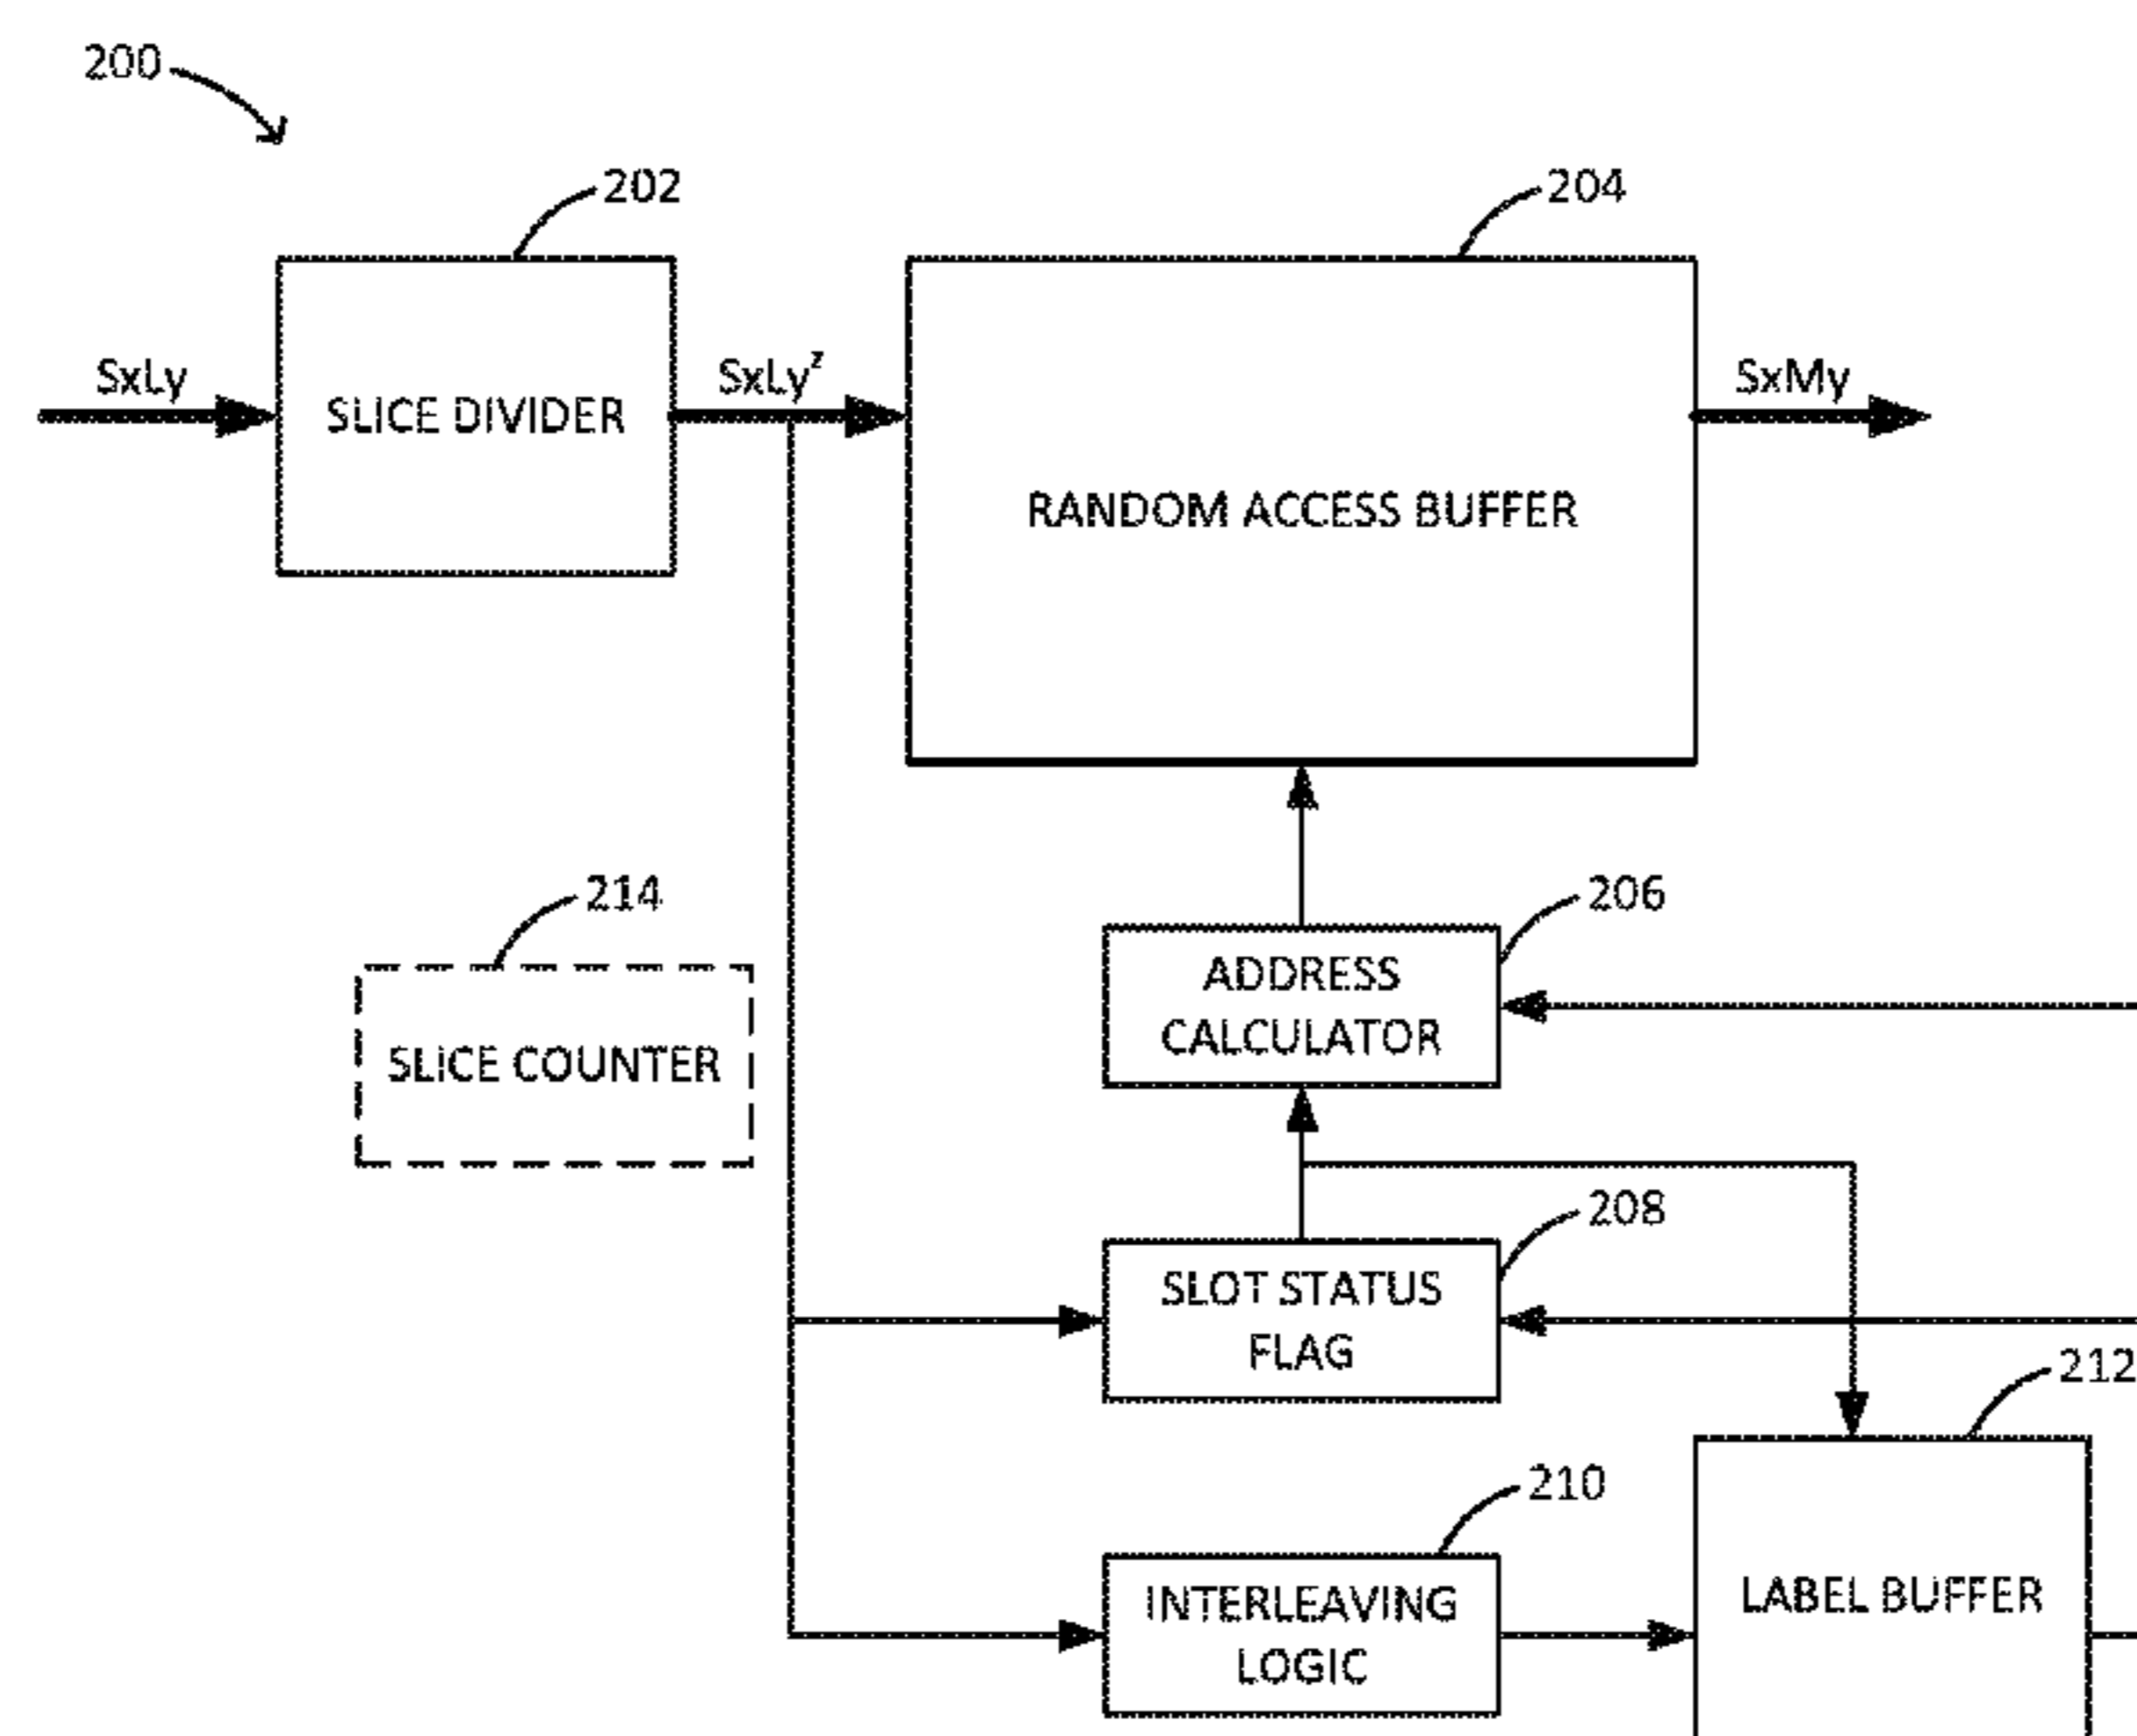 200
202
204
SxLy
SLICE DIVIDER
SxLyᶻ
RANDOM ACCESS BUFFER
SxMy
214
SLICE COUNTER
206
ADDRESS
CALCULATOR
208
SLOT STATUS
FLAG
212
210
INTERLEAVING
LOGIC
LABEL BUFFER